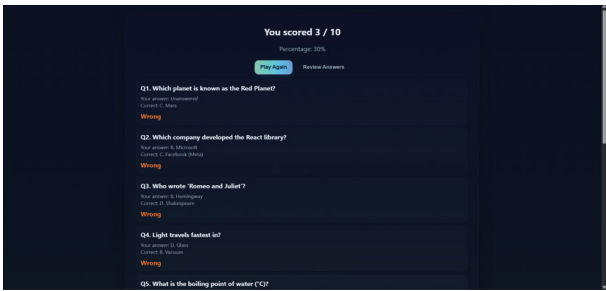 You scored 3 / 10
Percentage: 30%
Play Again Review Answers
Q1. Which planet is known as the Red Planet?
Your answer: Unanswered
Correct: C. Mars
Wrong
Q2. Which company developed the React library?
Your answer: B. Microsoft
Correct: C. Facebook (Meta)
Wrong
Q3. Who wrote 'Romeo and Juliet'?
Your answer: B. Hemingway
Correct: D. Shakespeare
Wrong
Q4. Light travels fastest in?
Your answer: D. Glass
Correct: B. Vacuum
Wrong
Q5. What is the boiling point of water (°C)?